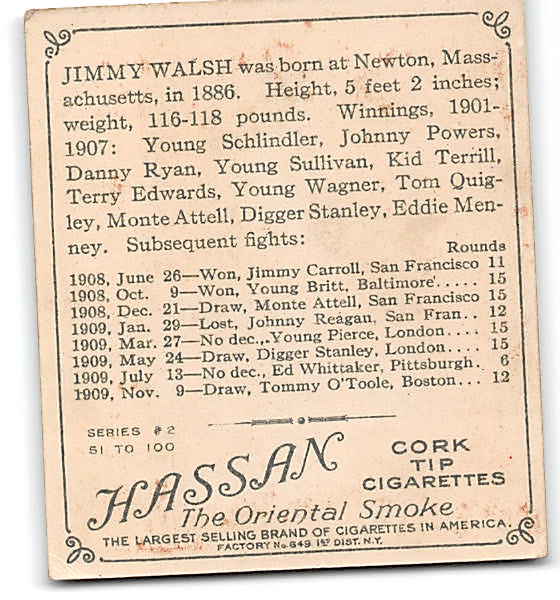 JIMMY WALSH was born at Newton, Mass-
achusetts, in 1886. Height, 5 feet 2 inches;
weight, 116-118 pounds. Winnings, 1901-
1907: Young Schlindler, Johnny Powers,
Danny Ryan, Young Sullivan, Kid Terrill,
Terry Edwards, Young Wagner, Tom Quig-
ley, Monte Attell, Digger Stanley, Eddie Men-
ney. Subsequent fights:
Rounds
1908, June 26—Won, Jimmy Carroll, San Francisco 11
1908, Oct. 9—Won, Young Britt, Baltimore..... 15
1908, Dec. 21—Draw, Monte Attell, San Francisco 15
1909, Jan. 29—Lost, Johnny Reagan, San Fran.. 12
1909, Mar. 27—No dec., Young Pierce, London.... 15
1909, May 24—Draw, Digger Stanley, London.... 15
1909, July 13—No dec., Ed Whittaker, Pittsburgh. 6
1909, Nov. 9—Draw, Tommy O'Toole, Boston... 12
SERIES #2
51 TO 100
HASSAN
CORK
TIP
CIGARETTES
The Oriental Smoke
THE LARGEST SELLING BRAND OF CIGARETTES IN AMERICA.
FACTORY No. 649 1ST DIST. N.Y.